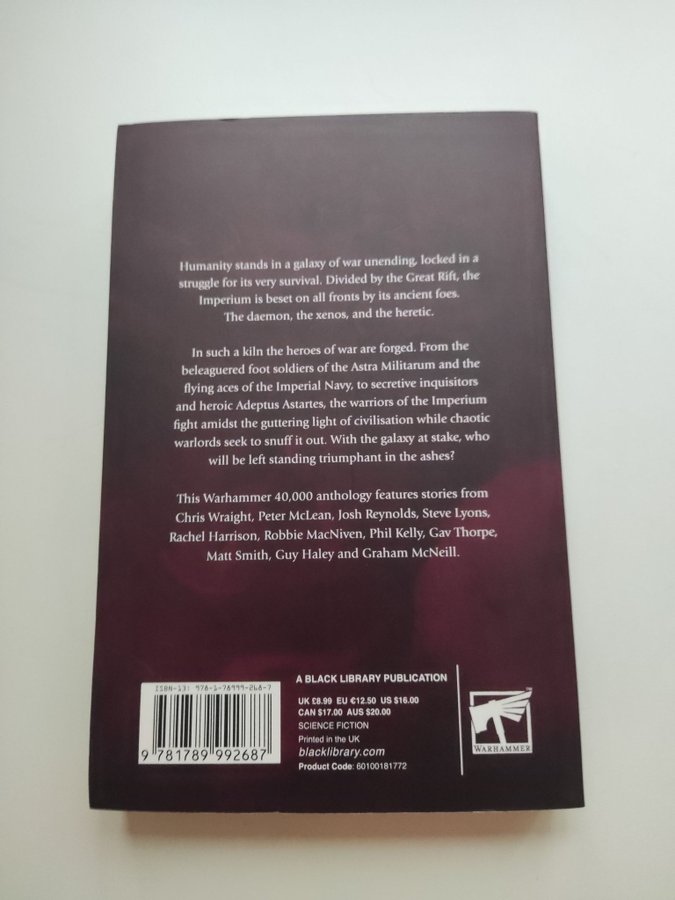 Humanity stands in a galaxy of war unending, locked in a
struggle for its very survival. Divided by the Great Rift, the
Imperium is beset on all fronts by its ancient foes.
The daemon, the xenos, and the heretic.
In such a kiln the heroes of war are forged. From the
beleaguered foot soldiers of the Astra Militarum and the
flying aces of the Imperial Navy, to secretive inquisitors
and heroic Adeptus Astartes, the warriors of the Imperium
fight amidst the guttering light of civilisation while chaotic
warlords seek to snuff it out. With the galaxy at stake, who
will be left standing triumphant in the ashes?
This Warhammer 40,000 anthology features stories from
Chris Wraight, Peter McLean, Josh Reynolds, Steve Lyons,
Rachel Harrison, Robbie MacNiven, Phil Kelly, Gav Thorpe,
Matt Smith, Guy Haley and Graham McNeill.
ISBN-13: 978-1-78999-268-7
9 781789 992687
A BLACK LIBRARY PUBLICATION
UK £8.99 EU €12.50 US $16.00
CAN $17.00 AUS $20.00
SCIENCE FICTION
Printed in the UK
blacklibrary.com
Product Code: 60100181772
WARHAMMER